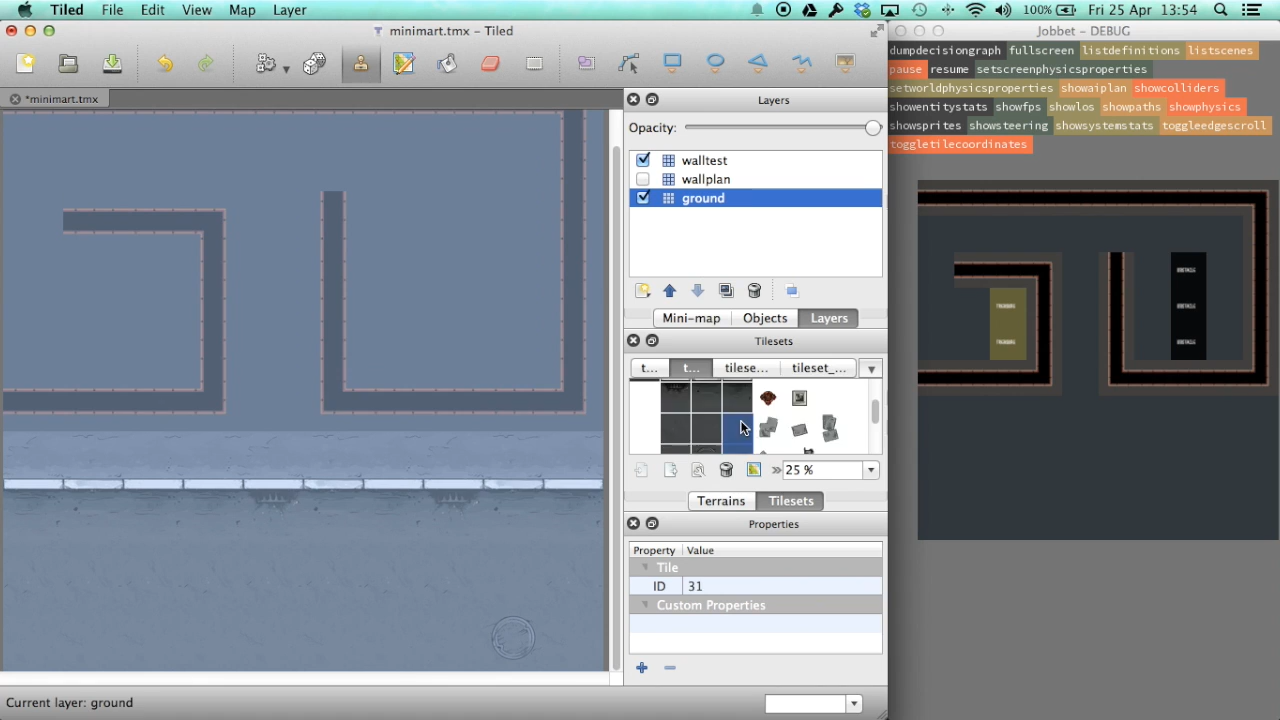 Tiled File Edit View Map Layer 100% Fri 25 Apr 13:54
minimart.tmx - Tiled
Jobbet - DEBUG
dumpdecisiongraph fullscreen listdefinitions listscenes
pause resume setscreenphysicsproperties
setworldphysicsproperties showaiplan showcolliders
showentitystats showfps showlos showpaths showphysics
showsprites showsteering showsystemstats toggleedgescroll
toggletilecoordinates
*minimart.tmx
Layers
Opacity:
walltest
wallplan
ground
Mini-map Objects Layers
Tilesets
t... t... tilese... tileset_...
» 25 %
Terrains Tilesets
Properties
Property Value
Tile
ID 31
Custom Properties
Current layer: ground